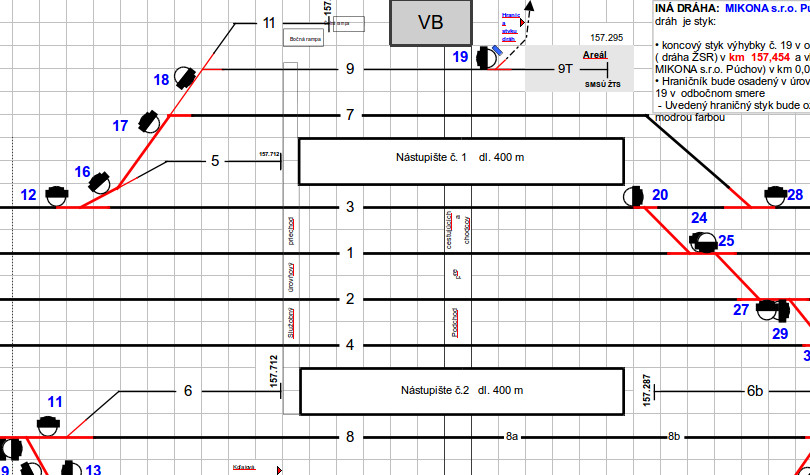 11
157.
Bočná rampa
VB
Hranic
a
styku
dráh
157.295
Areál
9T
SMSÚ ŽTS
INÁ DRÁHA: MIKONA s.r.o. Pú
dráh je styk:
• koncový styk výhybky č. 19 v o
( dráha ŽSR) v km 157,454 a v
MIKONA s.r.o. Púchov) v km 0,0
• Hraničník bude osadený v úrov
19 v odbočnom smere
- Uvedený hraničný styk bude oz
modrou farbou
19
18
9
17
7
16
5
157.712
Nástupište č. 1 dl. 400 m
12
3
20
28
priechod
cestujúcich
a
chodcov
24
25
1
úrovňový
2
27
29
Služobný
Podchod
4
3
157.712
157.287
6
Nástupište č.2 dl. 400 m
6b
11
8
8a
8b
9
13
Koľajová